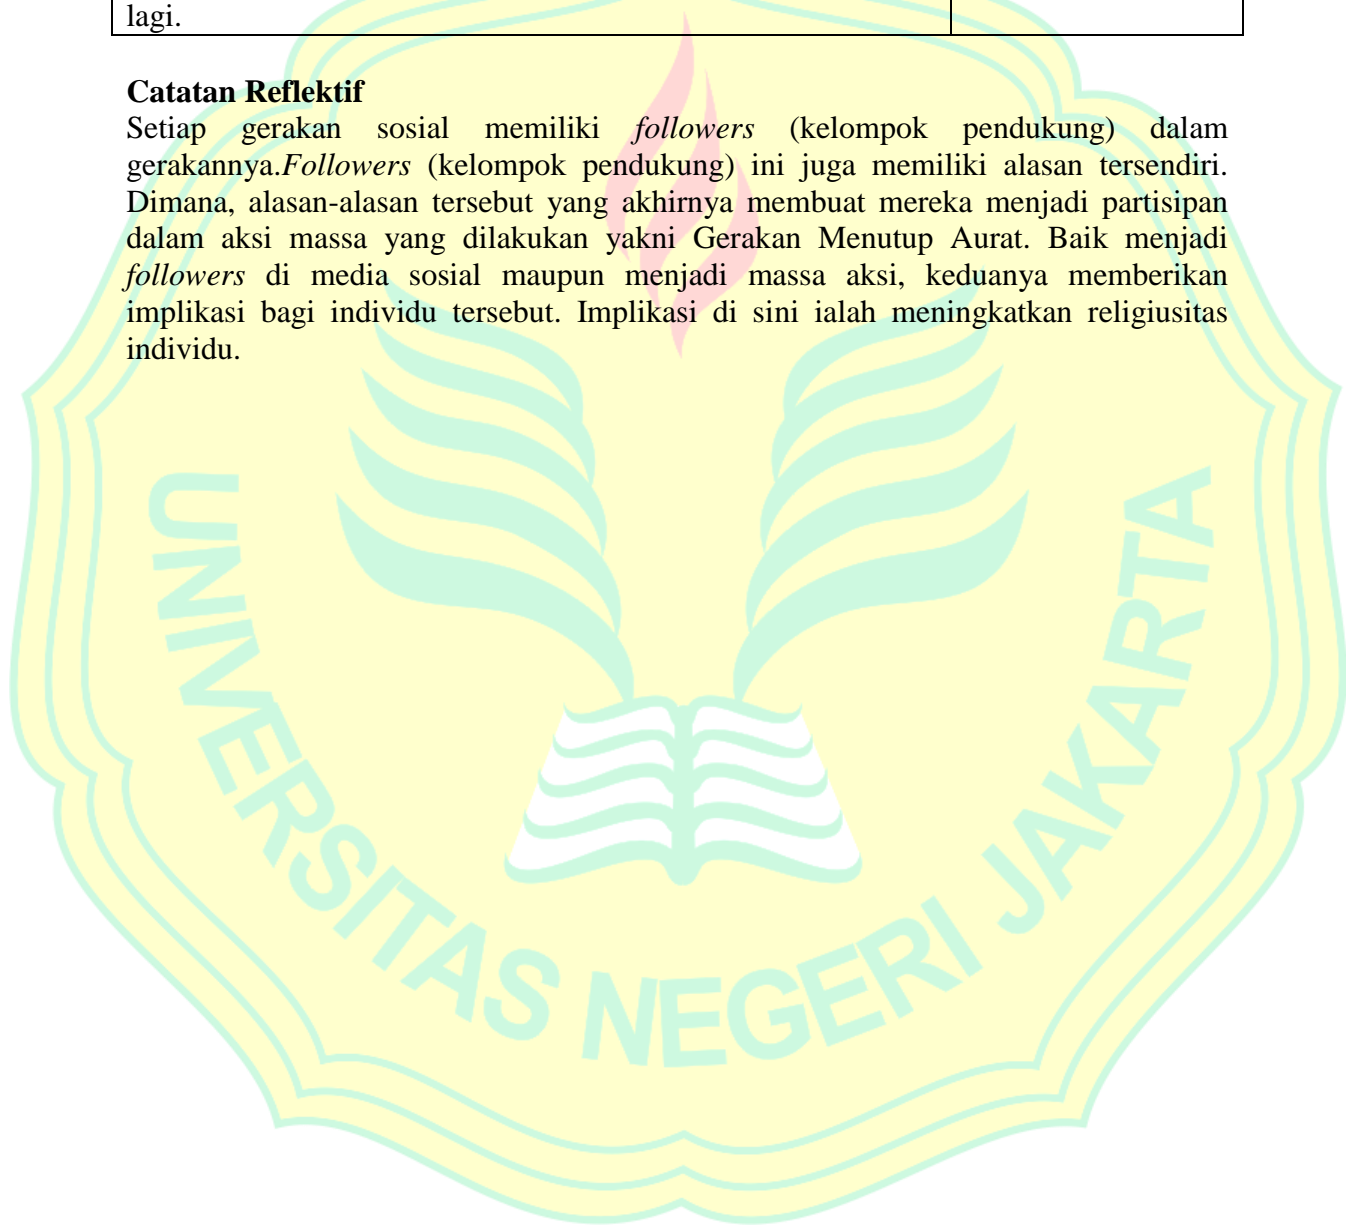 lagi.
Catatan Reflektif
Setiap gerakan sosial memiliki followers (kelompok pendukung) dalam
gerakannya.Followers (kelompok pendukung) ini juga memiliki alasan tersendiri.
Dimana, alasan-alasan tersebut yang akhirnya membuat mereka menjadi partisipan
dalam aksi massa yang dilakukan yakni Gerakan Menutup Aurat. Baik menjadi
followers di media sosial maupun menjadi massa aksi, keduanya memberikan
implikasi bagi individu tersebut. Implikasi di sini ialah meningkatkan religiusitas
individu.
UNIVERSITAS NEGERI JAKARTA